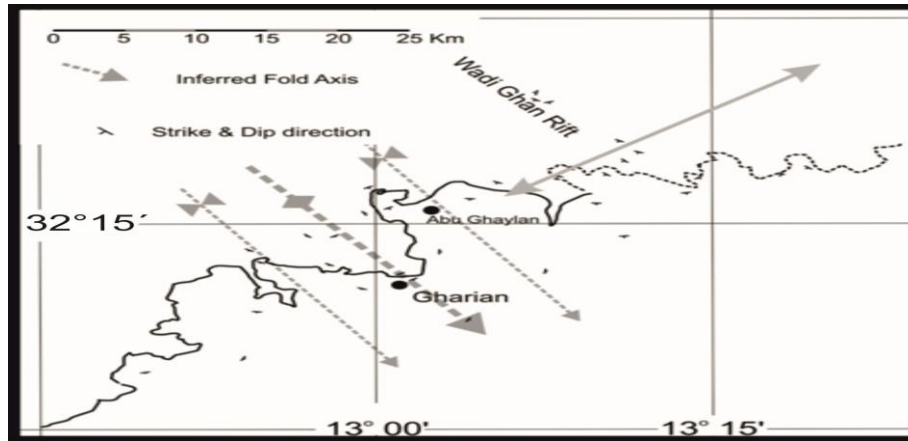 0 5 10 15 20 25 Km
Inferred Fold Axis
Strike & Dip direction
Wadi Ghan Rift
32°15′
Abu Ghaylan
Gharian
13° 00'
13° 15'